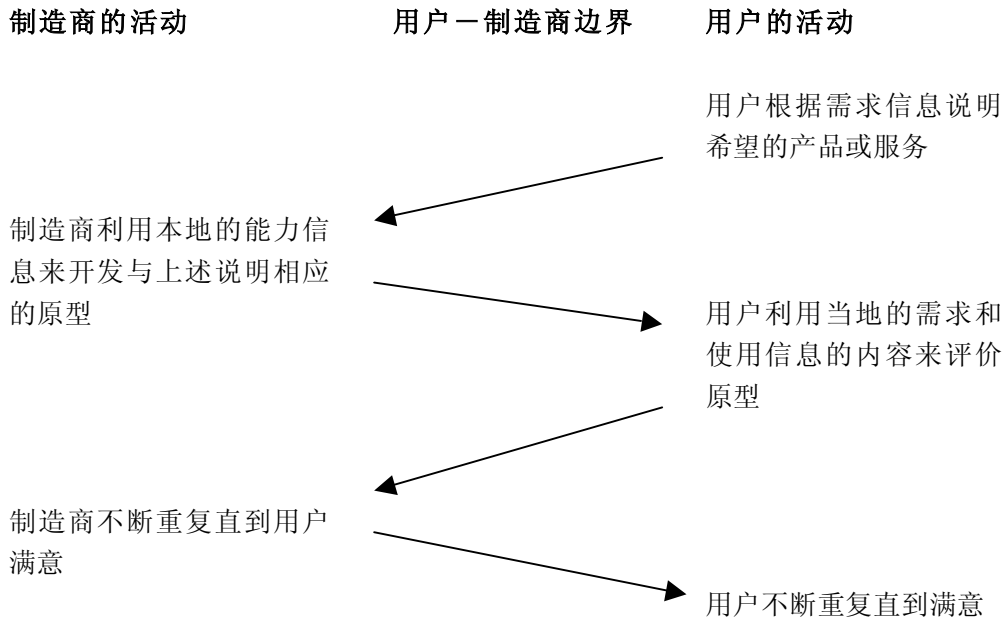 制造商的活动
用户－制造商边界
用户的活动
用户根据需求信息说明
希望的产品或服务
制造商利用本地的能力信
息来开发与上述说明相应
的原型
用户利用当地的需求和
使用信息的内容来评价
原型
制造商不断重复直到用户
满意
用户不断重复直到满意